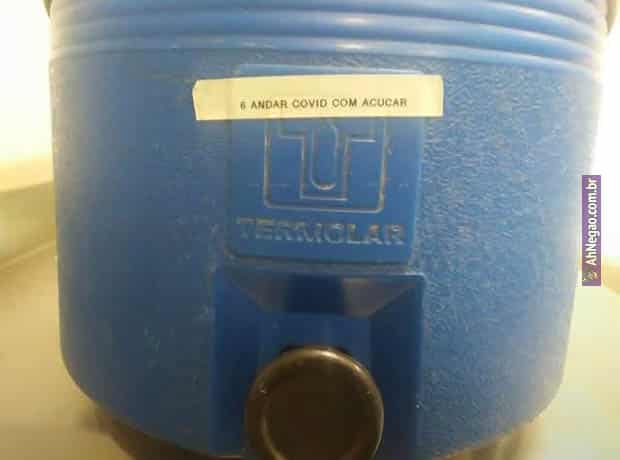 6 ANDAR COVID COM ACUCAR
TERMOLAR
AhNegao.com.br